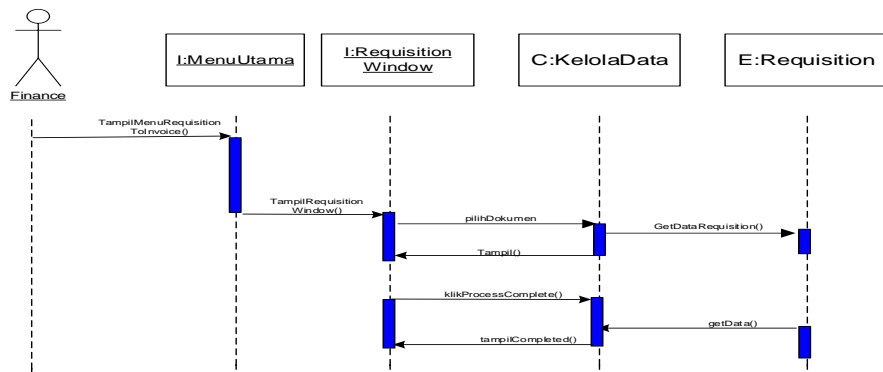 I:MenuUtama
I:Requisition
Window
C:KelolaData
E:Requisition
Finance
TampilMenuRequisition
ToInvoice()
TampilRequisition
Window()
pilihDokumen
GetDataRequisition()
Tampil()
klikProcessComplete()
getData()
tampilCompleted()